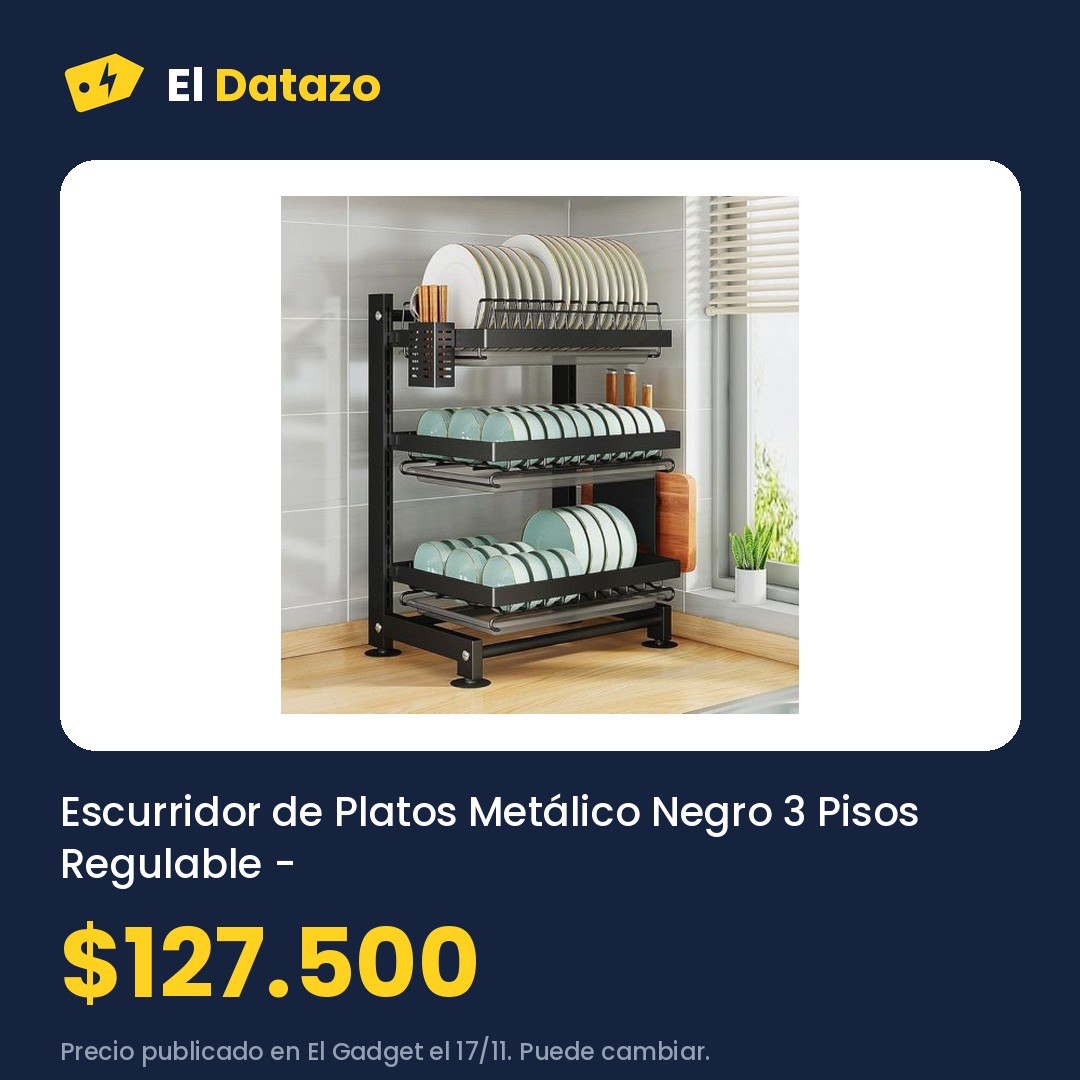 El Datazo
Escurridor de Platos Metálico Negro 3 Pisos
Regulable -
$127.500
Precio publicado en El Gadget el 17/11. Puede cambiar.